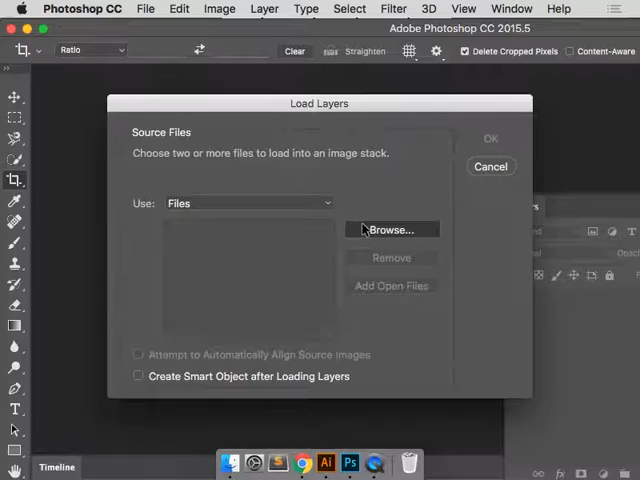 Photoshop CC File Edit Image Layer Type Select Filter 3D View Window Help
Adobe Photoshop CC 2015.5
Ratio Clear Straighten Delete Cropped Pixels Content-Aware
Load Layers
Source Files
Choose two or more files to load into an image stack.
OK
Cancel
Use: Files
Browse...
Remove
Add Open Files
Attempt to Automatically Align Source Images
Create Smart Object after Loading Layers
Opac
fx
Timeline
S Ai Ps